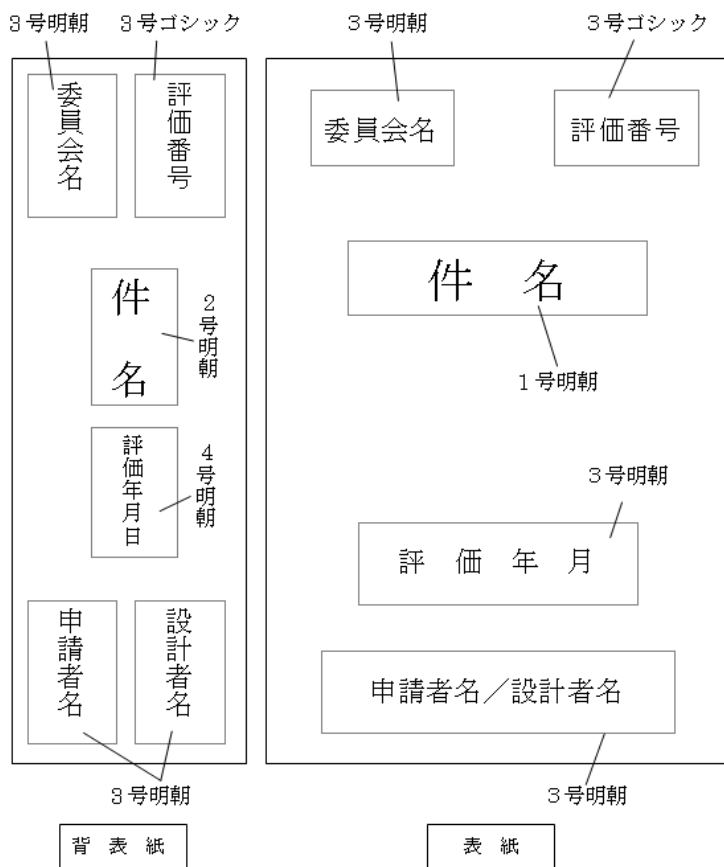 3号明朝
3号ゴシック
委員会名
評価番号
件 名
2号明朝
評価年月日
4号明朝
申請者名
設計者名
3号明朝
背 表 紙
3号明朝
3号ゴシック
委員会名
評価番号
件 名
1号明朝
3号明朝
評 価 年 月
申請者名／設計者名
3号明朝
表 紙